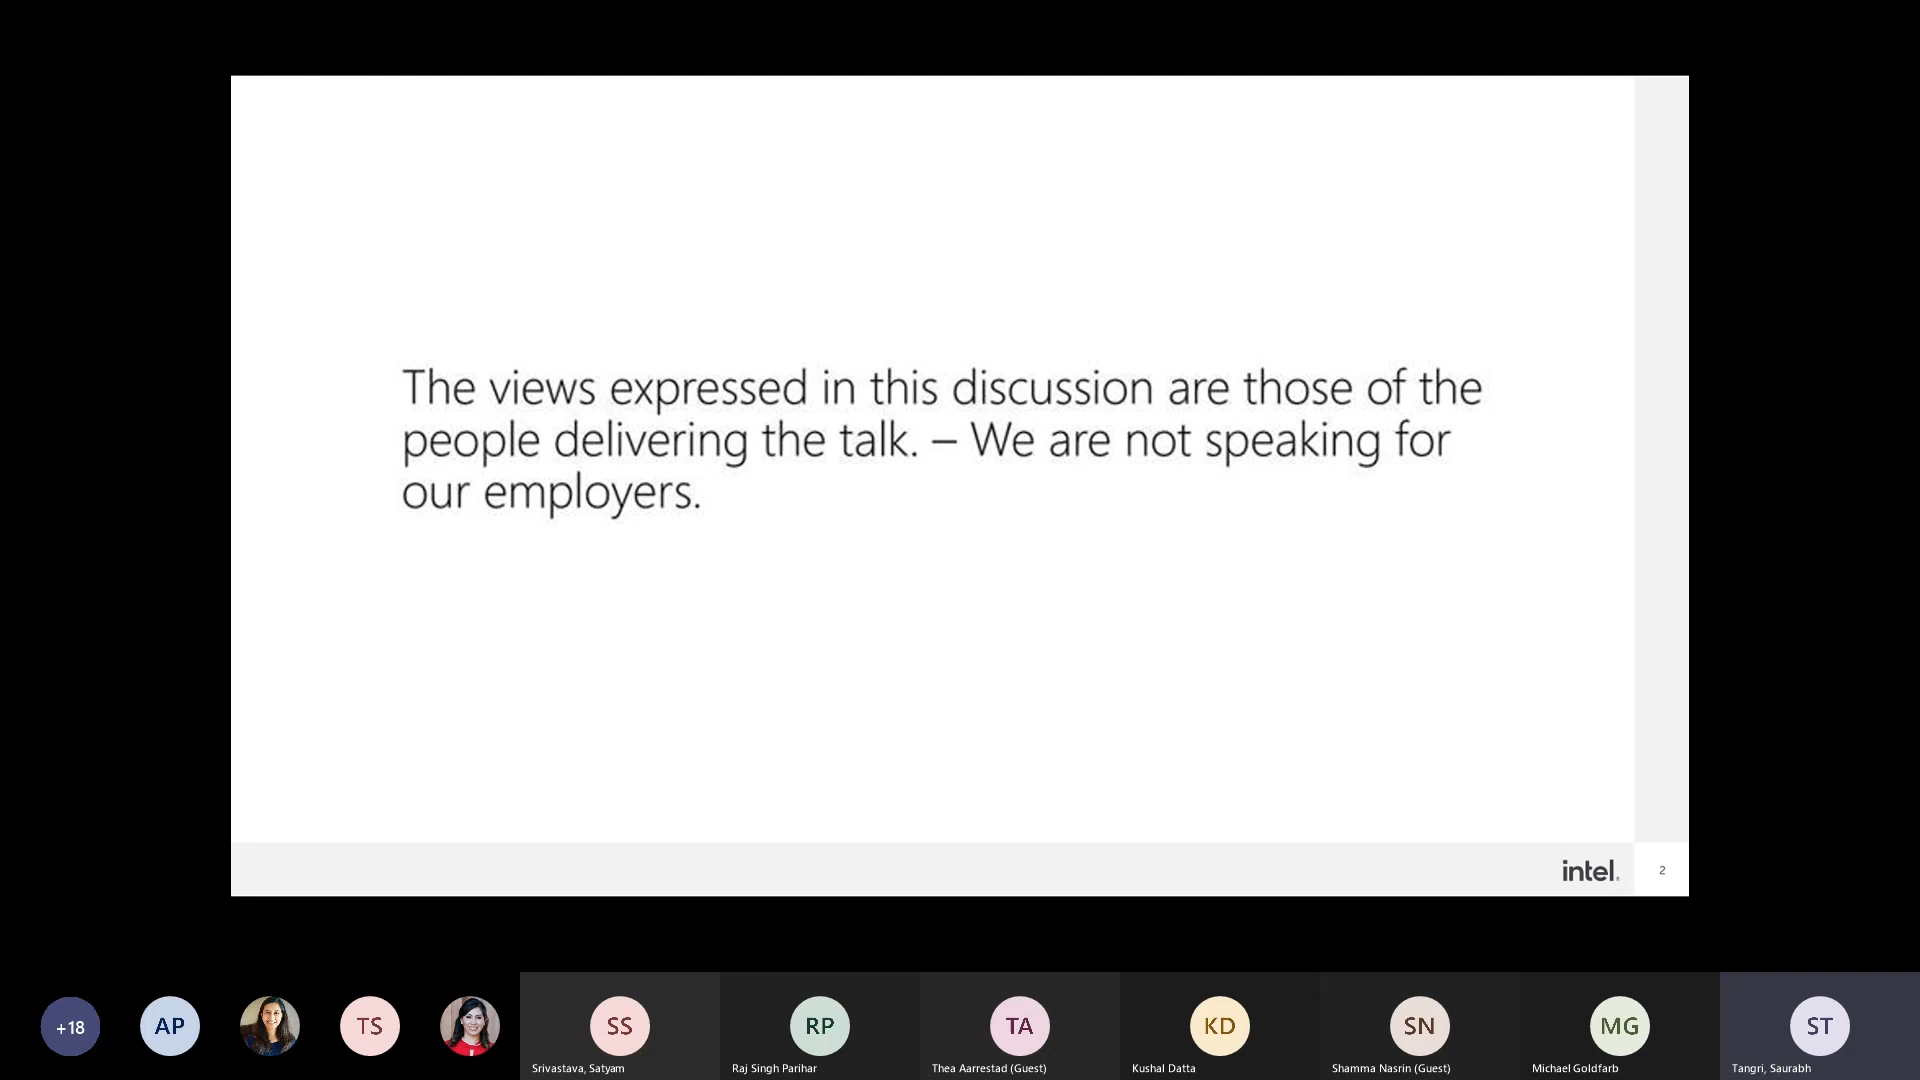 The views expressed in this discussion are those of the
people delivering the talk. – We are not speaking for
our employers.
intel.
2
+18
AP
TS
SS
RP
TA
KD
SN
MG
ST
Srivastava, Satyam
Raj Singh Parihar
Thea Aarrestad (Guest)
Kushal Datta
Shamma Nasrin (Guest)
Michael Goldfarb
Tangri, Saurabh